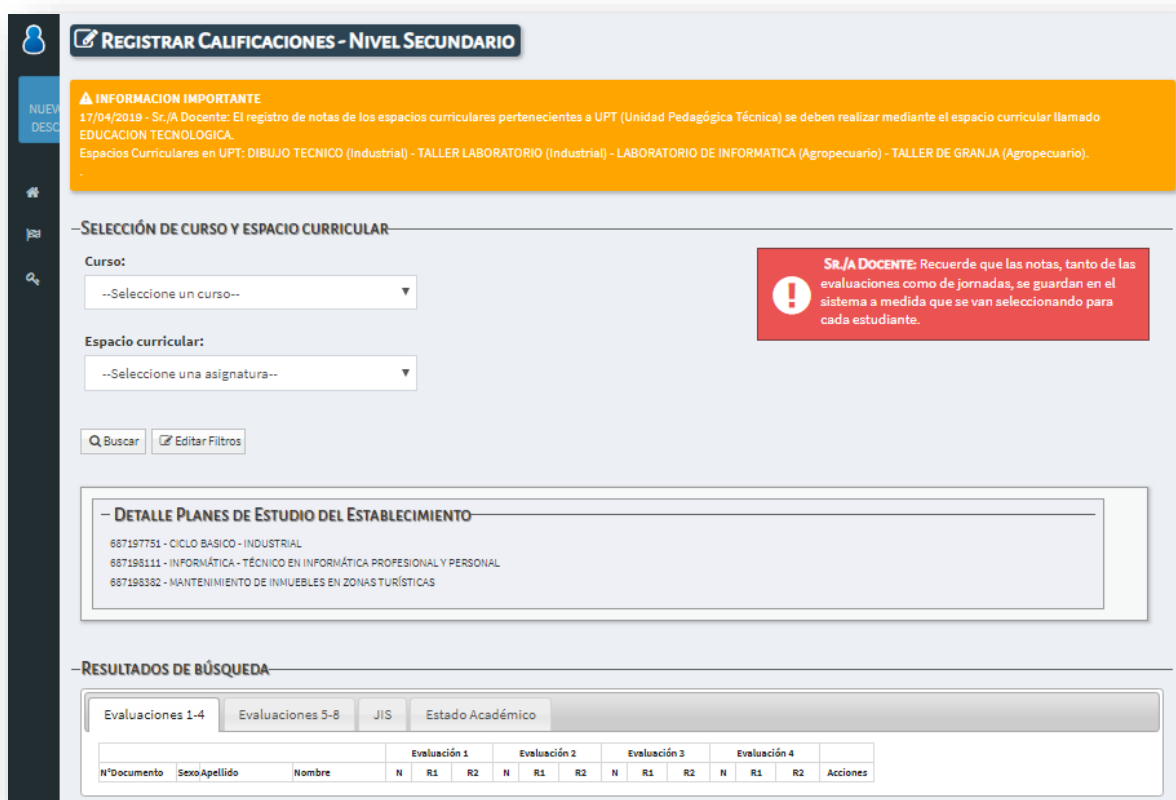 REGISTRAR CALIFICACIONES - NIVEL SECUNDARIO
NUEV
DESC
INFORMACION IMPORTANTE
17/04/2019 - Sr./A Docente: El registro de notas de los espacios curriculares pertenecientes a UPT (Unidad Pedagógica Técnica) se deben realizar mediante el espacio curricular llamado
EDUCACION TECNOLOGICA.
Espacios Curriculares en UPT: DIBUJO TECNICO (Industrial) - TALLER LABORATORIO (Industrial) - LABORATORIO DE INFORMATICA (Agropecuario) - TALLER DE GRANJA (Agropecuario).
.
SELECCIÓN DE CURSO Y ESPACIO CURRICULAR
Curso:
--Seleccione un curso--
Espacio curricular:
--Seleccione una asignatura--
SR./A DOCENTE: Recuerde que las notas, tanto de las
evaluaciones como de jornadas, se guardan en el
sistema a medida que se van seleccionando para
cada estudiante.
Buscar Editar Filtros
DETALLE PLANES DE ESTUDIO DEL ESTABLECIMIENTO
687197751 - CICLO BASICO - INDUSTRIAL
687198111 - INFORMÁTICA - TÉCNICO EN INFORMÁTICA PROFESIONAL Y PERSONAL
687198382 - MANTENIMIENTO DE INMUEBLES EN ZONAS TURÍSTICAS
RESULTADOS DE BÚSQUEDA
Evaluaciones 1-4 Evaluaciones 5-8 JIS Estado Académico
Evaluación 1 Evaluación 2 Evaluación 3 Evaluación 4
N°Documento Sexo Apellido Nombre N R1 R2 N R1 R2 N R1 R2 N R1 R2 Acciones